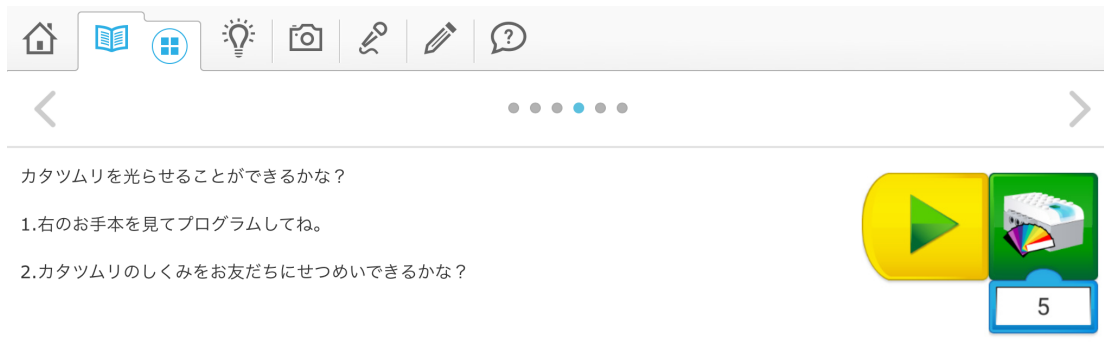 カタツムリを光らせることができるかな？
1.右のお手本を見てプログラムしてね。
2.カタツムリのしくみをお友だちにせつめいできるかな？
5